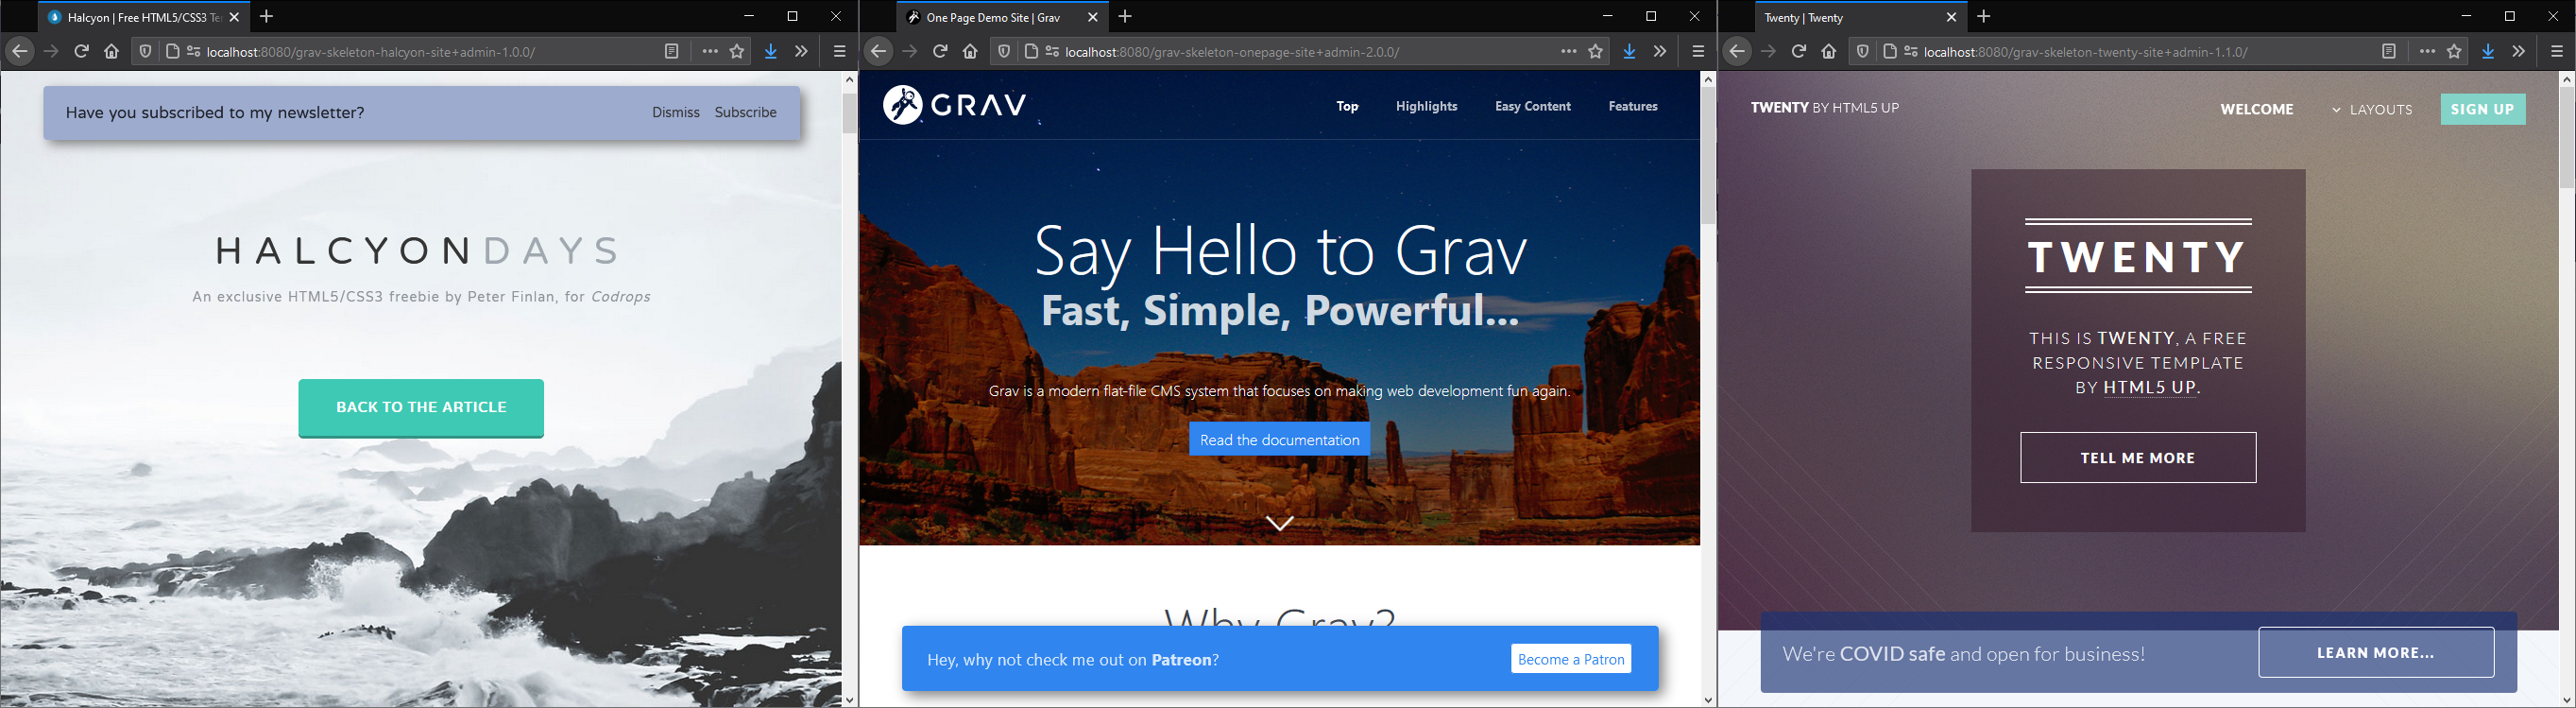 Halcyon | Free HTML5/CSS3 Te
localhost:8080/grav-skeleton-halcyon-site+admin-1.0.0/
Have you subscribed to my newsletter?
Dismiss
Subscribe
HALCYONDAYS
An exclusive HTML5/CSS3 freebie by Peter Finlan, for Codrops
BACK TO THE ARTICLE
One Page Demo Site | Grav
localhost:8080/grav-skeleton-onepage-site+admin-2.0.0/
GRAV
Top
Highlights
Easy Content
Features
Say Hello to Grav
Fast, Simple, Powerful...
Grav is a modern flat-file CMS system that focuses on making web development fun again.
Read the documentation
Why Grav?
Hey, why not check me out on Patreon?
Become a Patron
Twenty | Twenty
localhost:8080/grav-skeleton-twenty-site+admin-1.1.0/
TWENTY BY HTML5 UP
WELCOME
LAYOUTS
SIGN UP
TWENTY
THIS IS TWENTY, A FREE
RESPONSIVE TEMPLATE
BY HTML5 UP.
TELL ME MORE
We're COVID safe and open for business!
LEARN MORE...